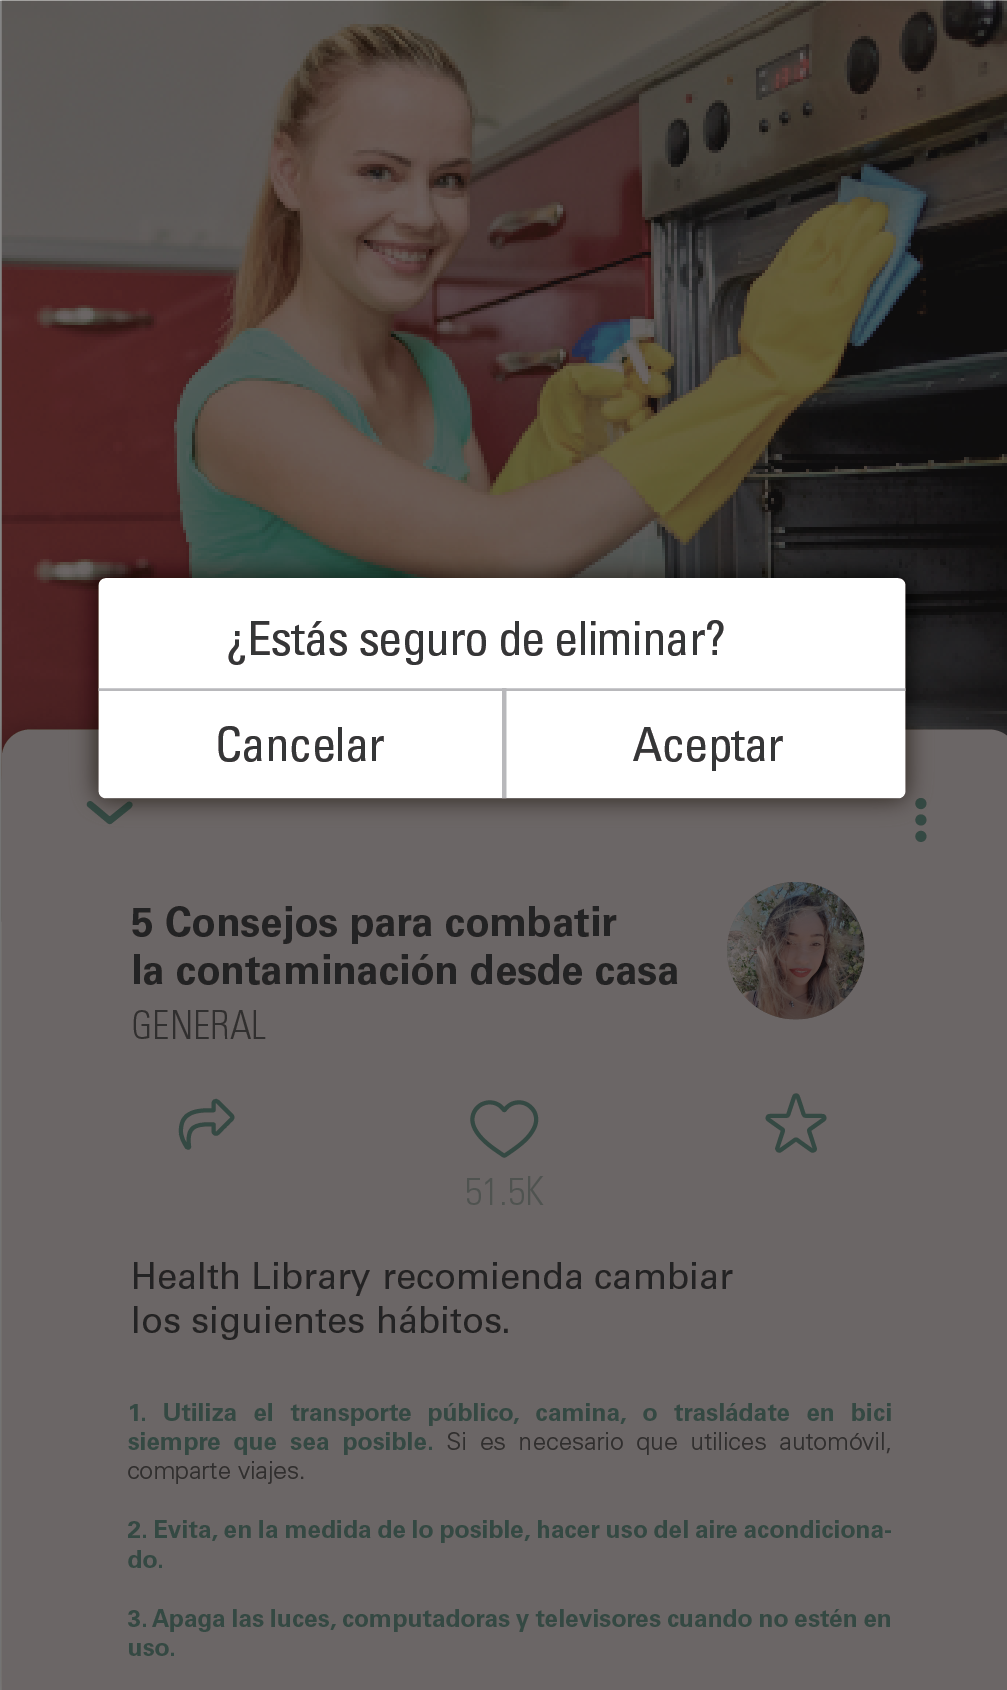 ¿Estás seguro de eliminar?
Cancelar
Aceptar
5 Consejos para combatir
la contaminación desde casa
GENERAL
51.5K
Health Library recomienda cambiar
los siguientes hábitos.
1. Utiliza el transporte público, camina, o trasládate en bici
siempre que sea posible. Si es necesario que utilices automóvil,
comparte viajes.
2. Evita, en la medida de lo posible, hacer uso del aire acondiciona-
do.
3. Apaga las luces, computadoras y televisores cuando no estén en
uso.